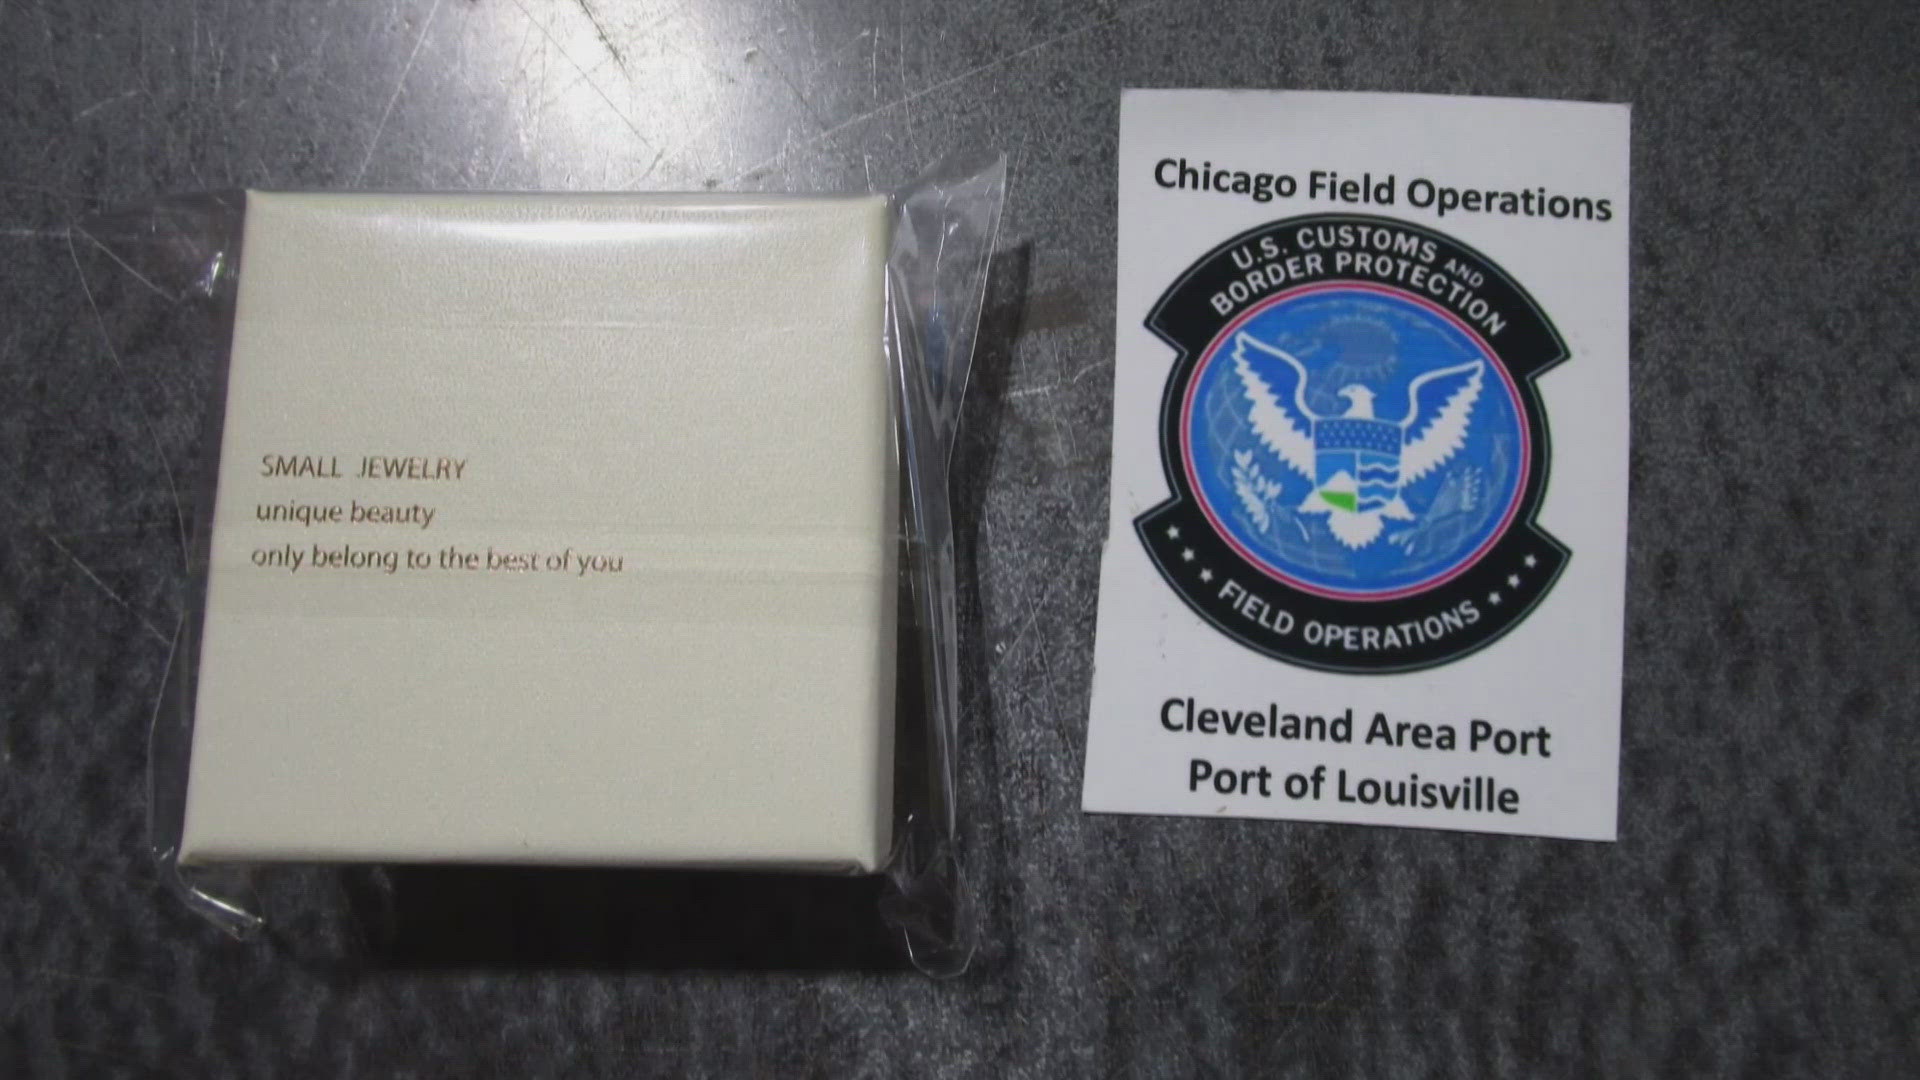 SMALL JEWELRY
unique beauty
only belong to the best of you
Chicago Field Operations
U.S. CUSTOMS AND
BORDER PROTECTION
FIELD OPERATIONS
Cleveland Area Port
Port of Louisville